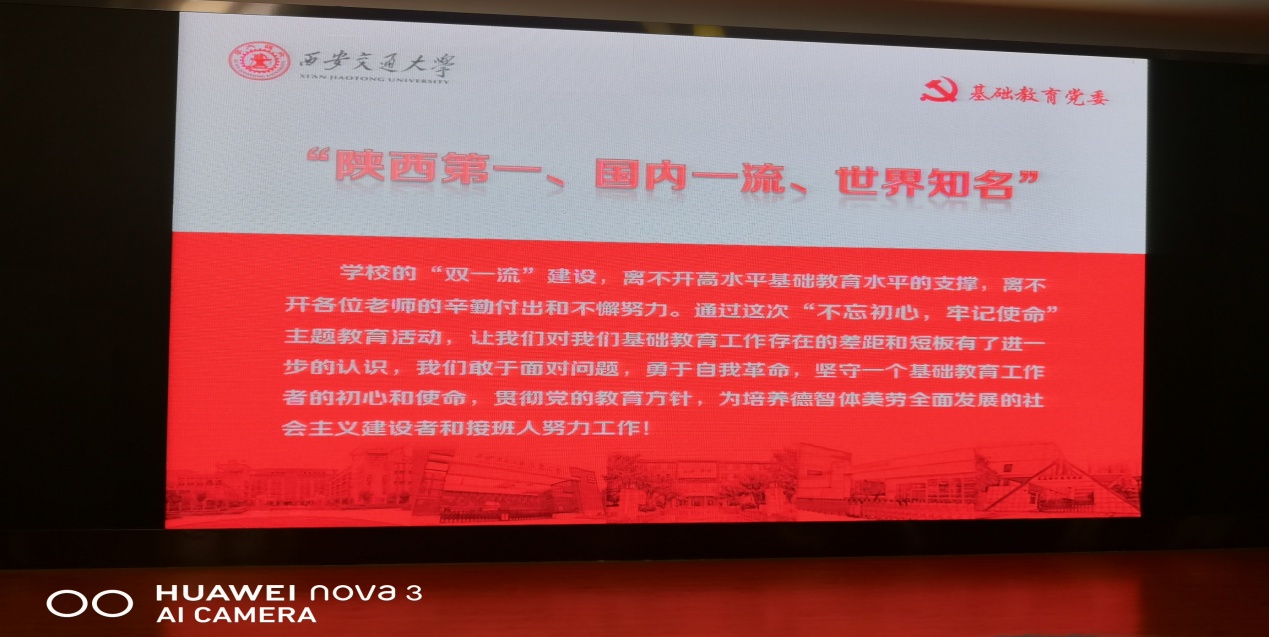 西安交通大学
XI'AN JIAOTONG UNIVERSITY
基础教育党委
“陕西第一、国内一流、世界知名”
学校的“双一流”建设，离不开高水平基础教育水平的支撑，离不
开各位老师的辛勤付出和不懈努力。通过这次“不忘初心，牢记使命”
主题教育活动，让我们对我们基础教育工作存在的差距和短板有了进一
步的认识，我们敢于面对问题，勇于自我革命，坚守一个基础教育工作
者的初心和使命，贯彻党的教育方针，为培养德智体美劳全面发展的社
会主义建设者和接班人努力工作！
HUAWEI nova 3
AI CAMERA